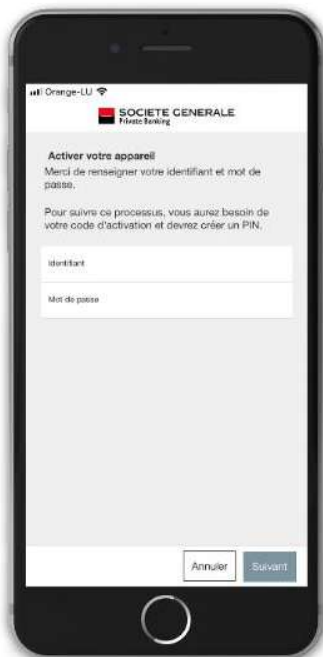 Orange-LU
SOCIETE GENERALE
Private Banking
Activer votre appareil
Merci de renseigner votre identifiant et mot de
passe.
Pour suivre ce processus, vous aurez besoin de
votre code d'activation et devrez créer un PIN.
Identifiant
Mot de passe
Annuler
Suivant